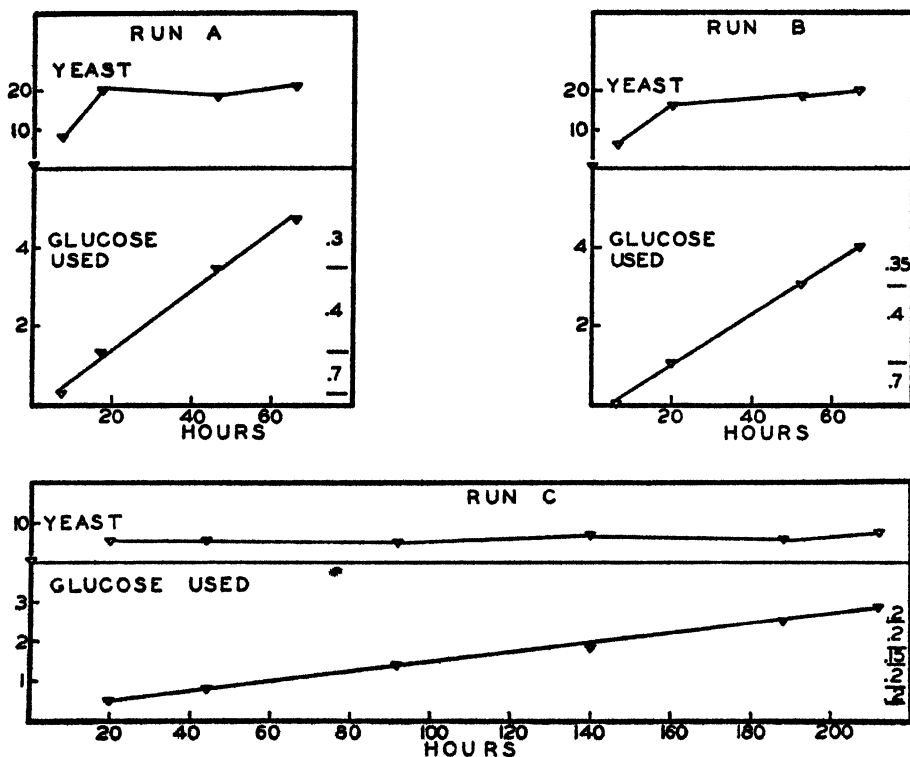 RUN A
YEAST
20
10
GLUCOSE
USED
4
2
.3
.4
.7
20 40 60
HOURS
RUN B
YEAST
20
10
GLUCOSE
USED
4
2
.35
.4
.7
20 40 60
HOURS
RUN C
10
YEAST
GLUCOSE USED
3
2
1
20 40 60 80 100 120 140 160 180 200
HOURS